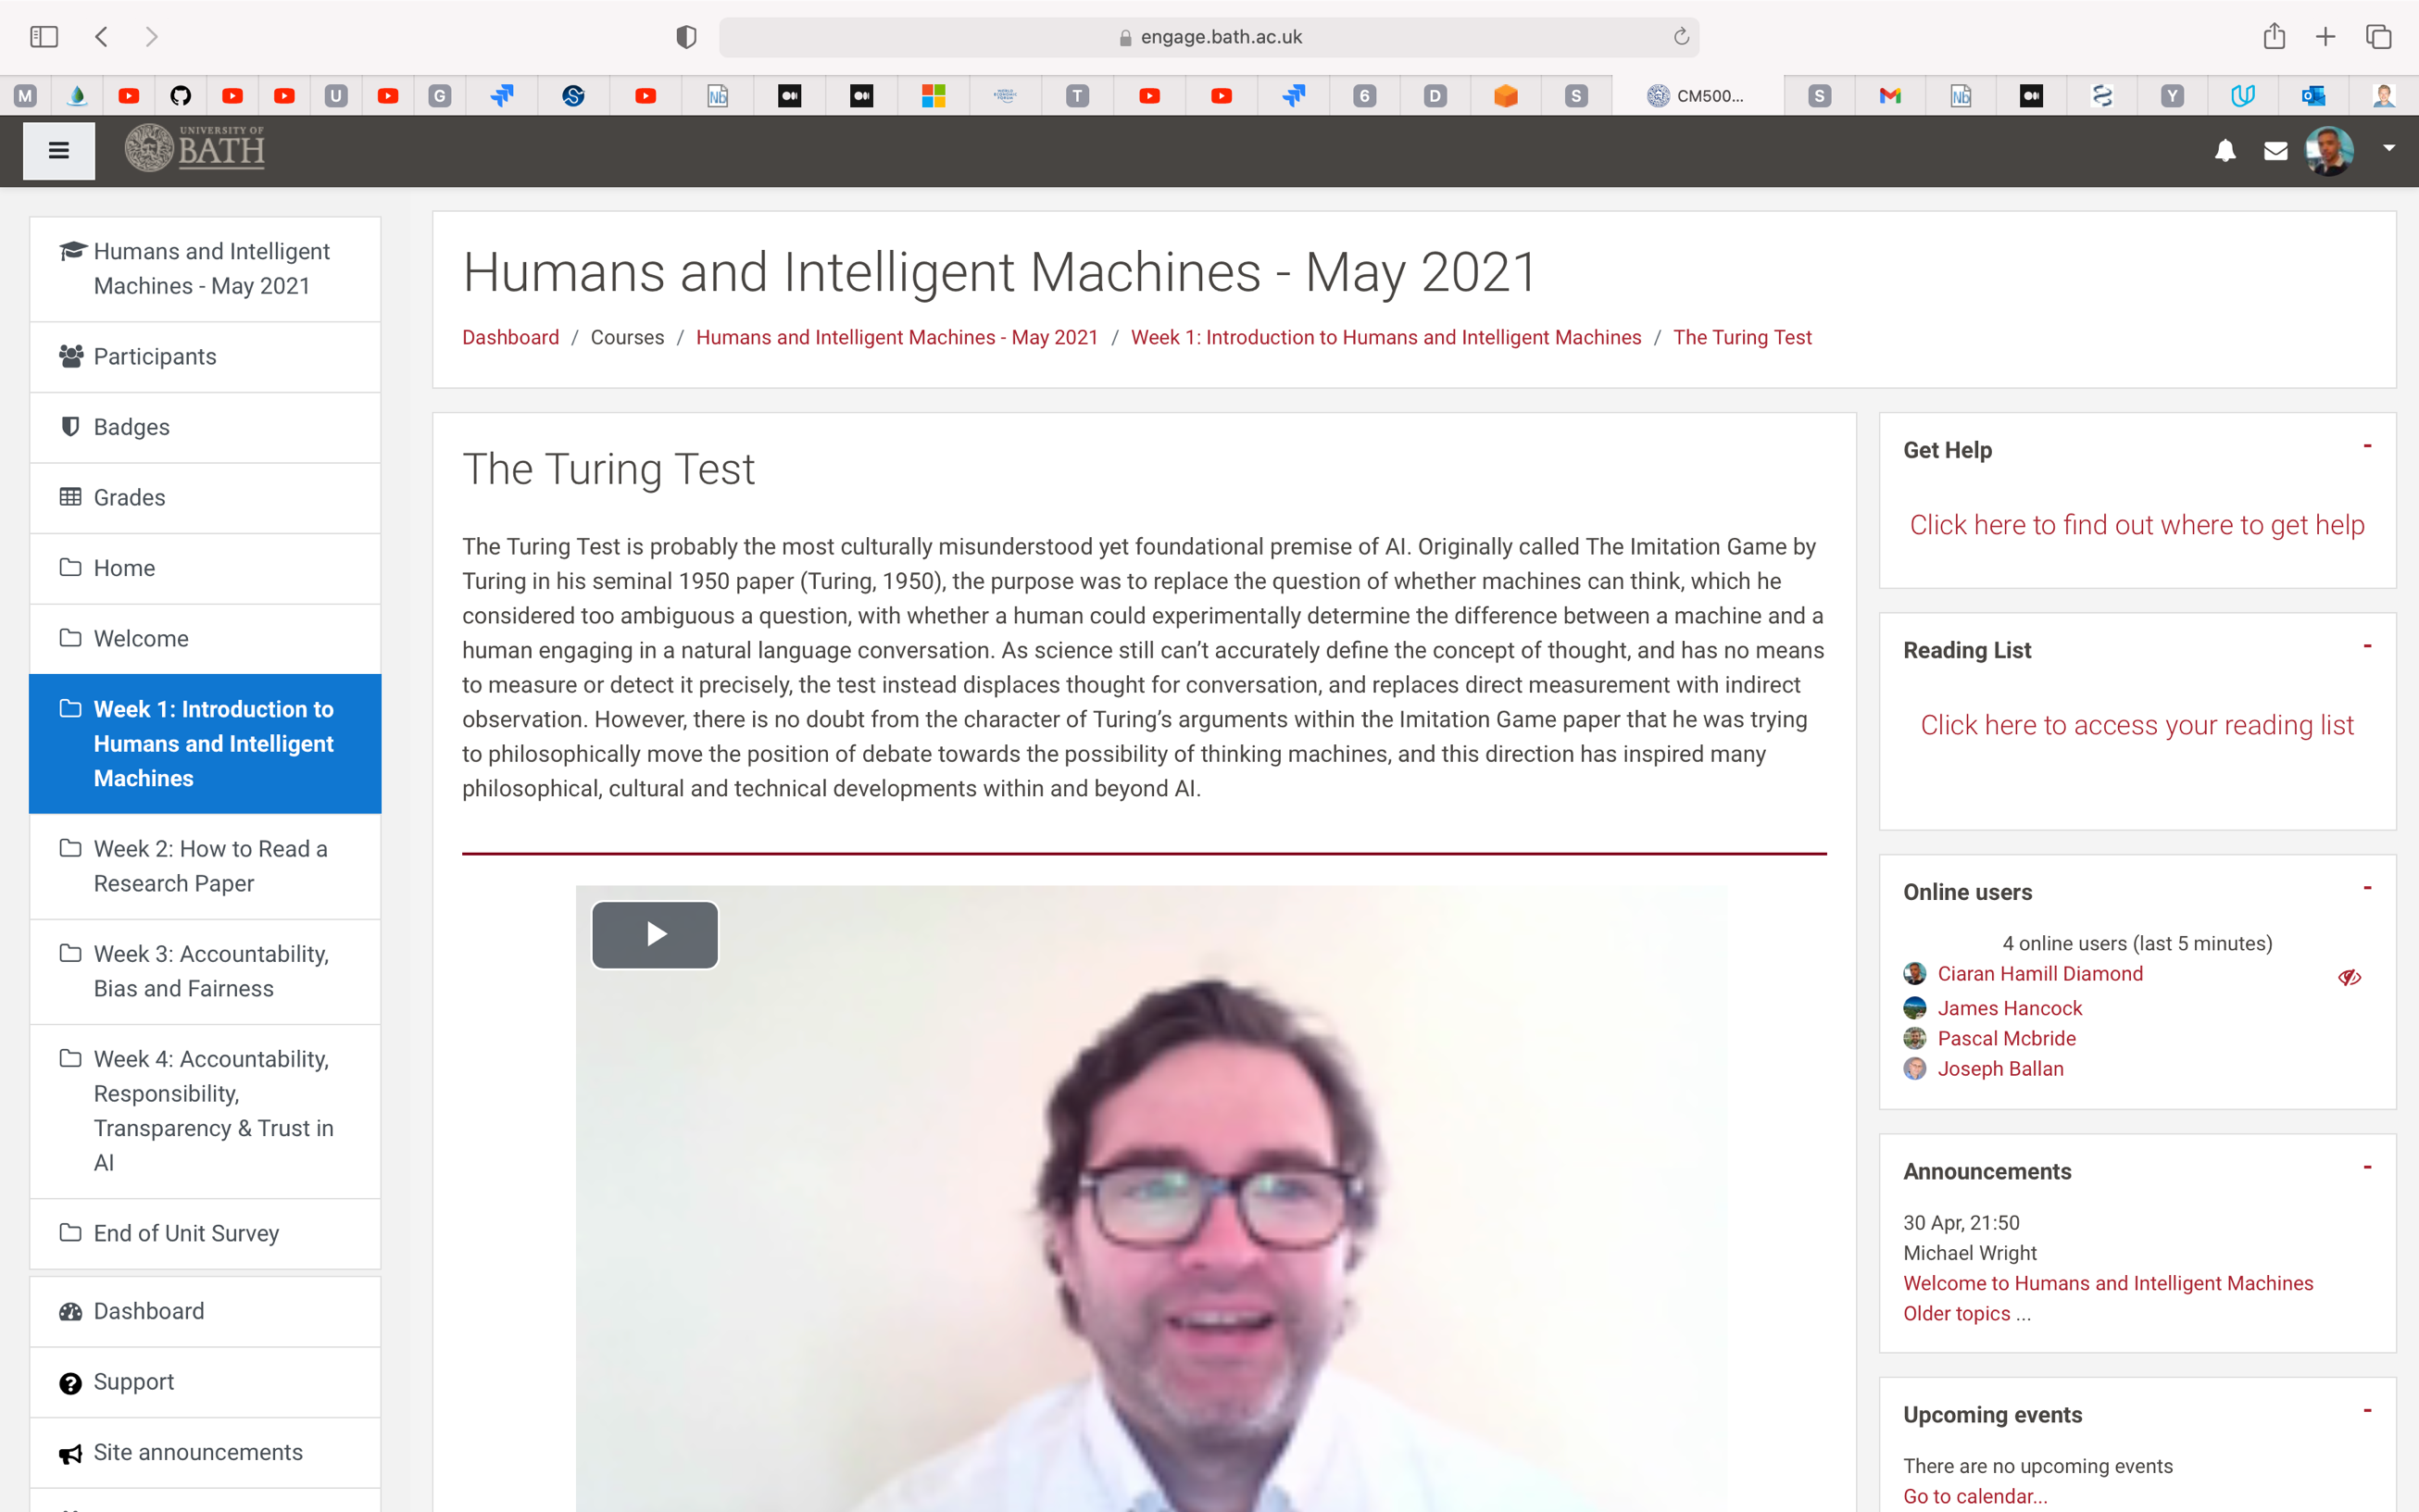 engage.bath.ac.uk
M
U
G
Nb
WORLD ECONOMIC FORUM
T
6
D
S
CM500...
S
Nb
Y
UNIVERSITY OF
BATH
Humans and Intelligent
Machines - May 2021
Participants
Badges
Grades
Home
Welcome
Week 1: Introduction to
Humans and Intelligent
Machines
Week 2: How to Read a
Research Paper
Week 3: Accountability,
Bias and Fairness
Week 4: Accountability,
Responsibility,
Transparency & Trust in
AI
End of Unit Survey
Dashboard
Support
Site announcements
Humans and Intelligent Machines - May 2021
Dashboard / Courses / Humans and Intelligent Machines - May 2021 / Week 1: Introduction to Humans and Intelligent Machines / The Turing Test
The Turing Test
The Turing Test is probably the most culturally misunderstood yet foundational premise of AI. Originally called The Imitation Game by
Turing in his seminal 1950 paper (Turing, 1950), the purpose was to replace the question of whether machines can think, which he
considered too ambiguous a question, with whether a human could experimentally determine the difference between a machine and a
human engaging in a natural language conversation. As science still can’t accurately define the concept of thought, and has no means
to measure or detect it precisely, the test instead displaces thought for conversation, and replaces direct measurement with indirect
observation. However, there is no doubt from the character of Turing’s arguments within the Imitation Game paper that he was trying
to philosophically move the position of debate towards the possibility of thinking machines, and this direction has inspired many
philosophical, cultural and technical developments within and beyond AI.
Get Help
-
Click here to find out where to get help
Reading List
-
Click here to access your reading list
Online users
-
4 online users (last 5 minutes)
Ciaran Hamill Diamond
James Hancock
Pascal Mcbride
Joseph Ballan
Announcements
-
30 Apr, 21:50
Michael Wright
Welcome to Humans and Intelligent Machines
Older topics ...
Upcoming events
-
There are no upcoming events
Go to calendar...